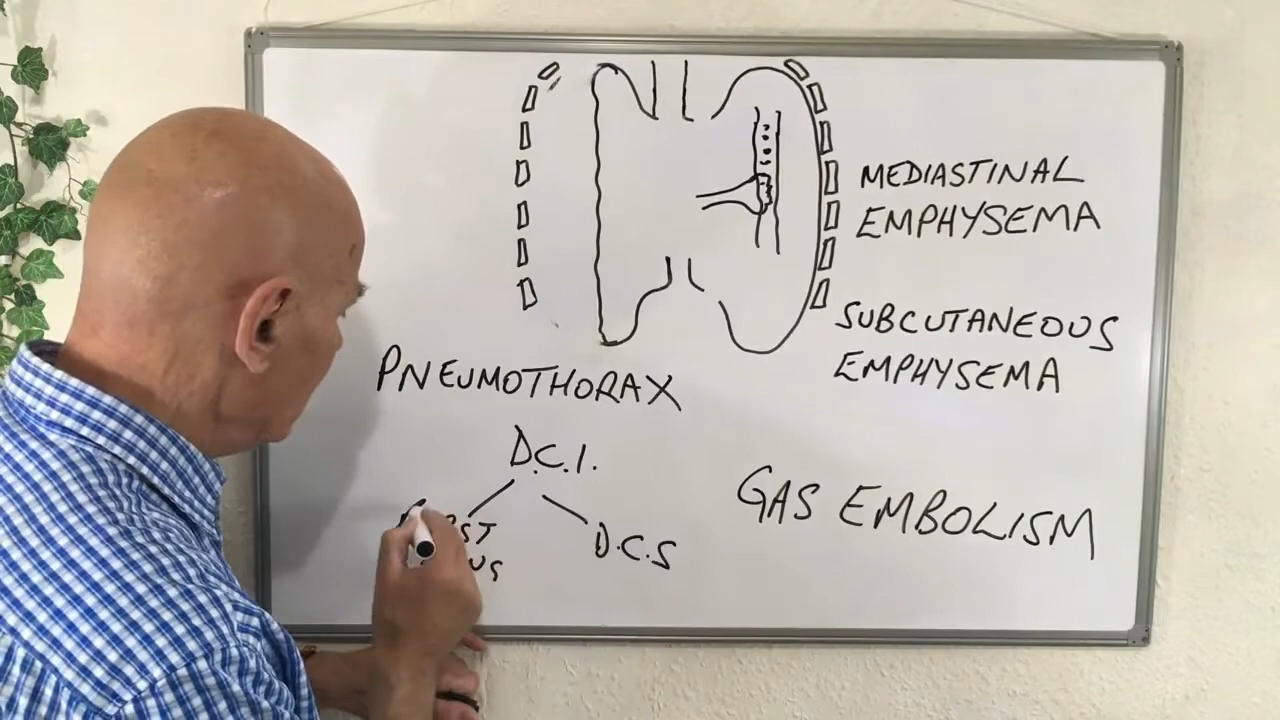 MEDIASTINAL
EMPHYSEMA
SUBCUTANEOUS
EMPHYSEMA
PNEUMOTHORAX
D.C.I.
D.C.S
GAS EMBOLISM